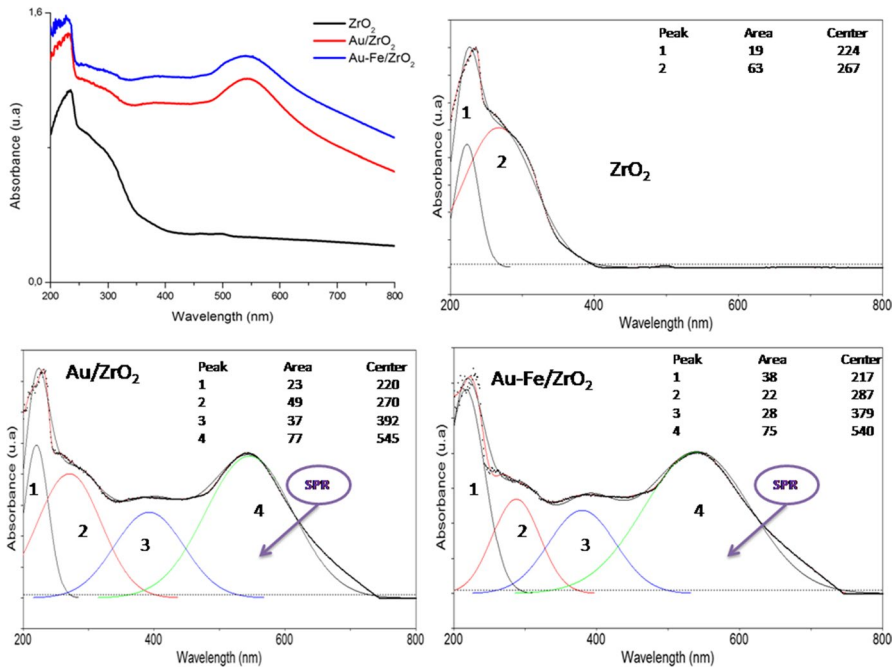 1,6
ZrO2
Au/ZrO2
Au-Fe/ZrO2
Absorbance (u.a)
0,0
200 300 400 500 600 700 800
Wavelength (nm)
Peak Area Center
1 19 224
2 63 267
1
2
ZrO2
Absorbance (u.a)
200 400 600 800
Wavelength (nm)
Au/ZrO2
Peak Area Center
1 23 220
2 49 270
3 37 392
4 77 545
SPR
1
2
3
4
Absorbance (u.a)
200 400 600 800
Wavelength (nm)
Au-Fe/ZrO2
Peak Area Center
1 38 217
2 22 287
3 28 379
4 75 540
SPR
1
2
3
4
Absorbance (u.a)
200 400 600 800
Wavelength (nm)